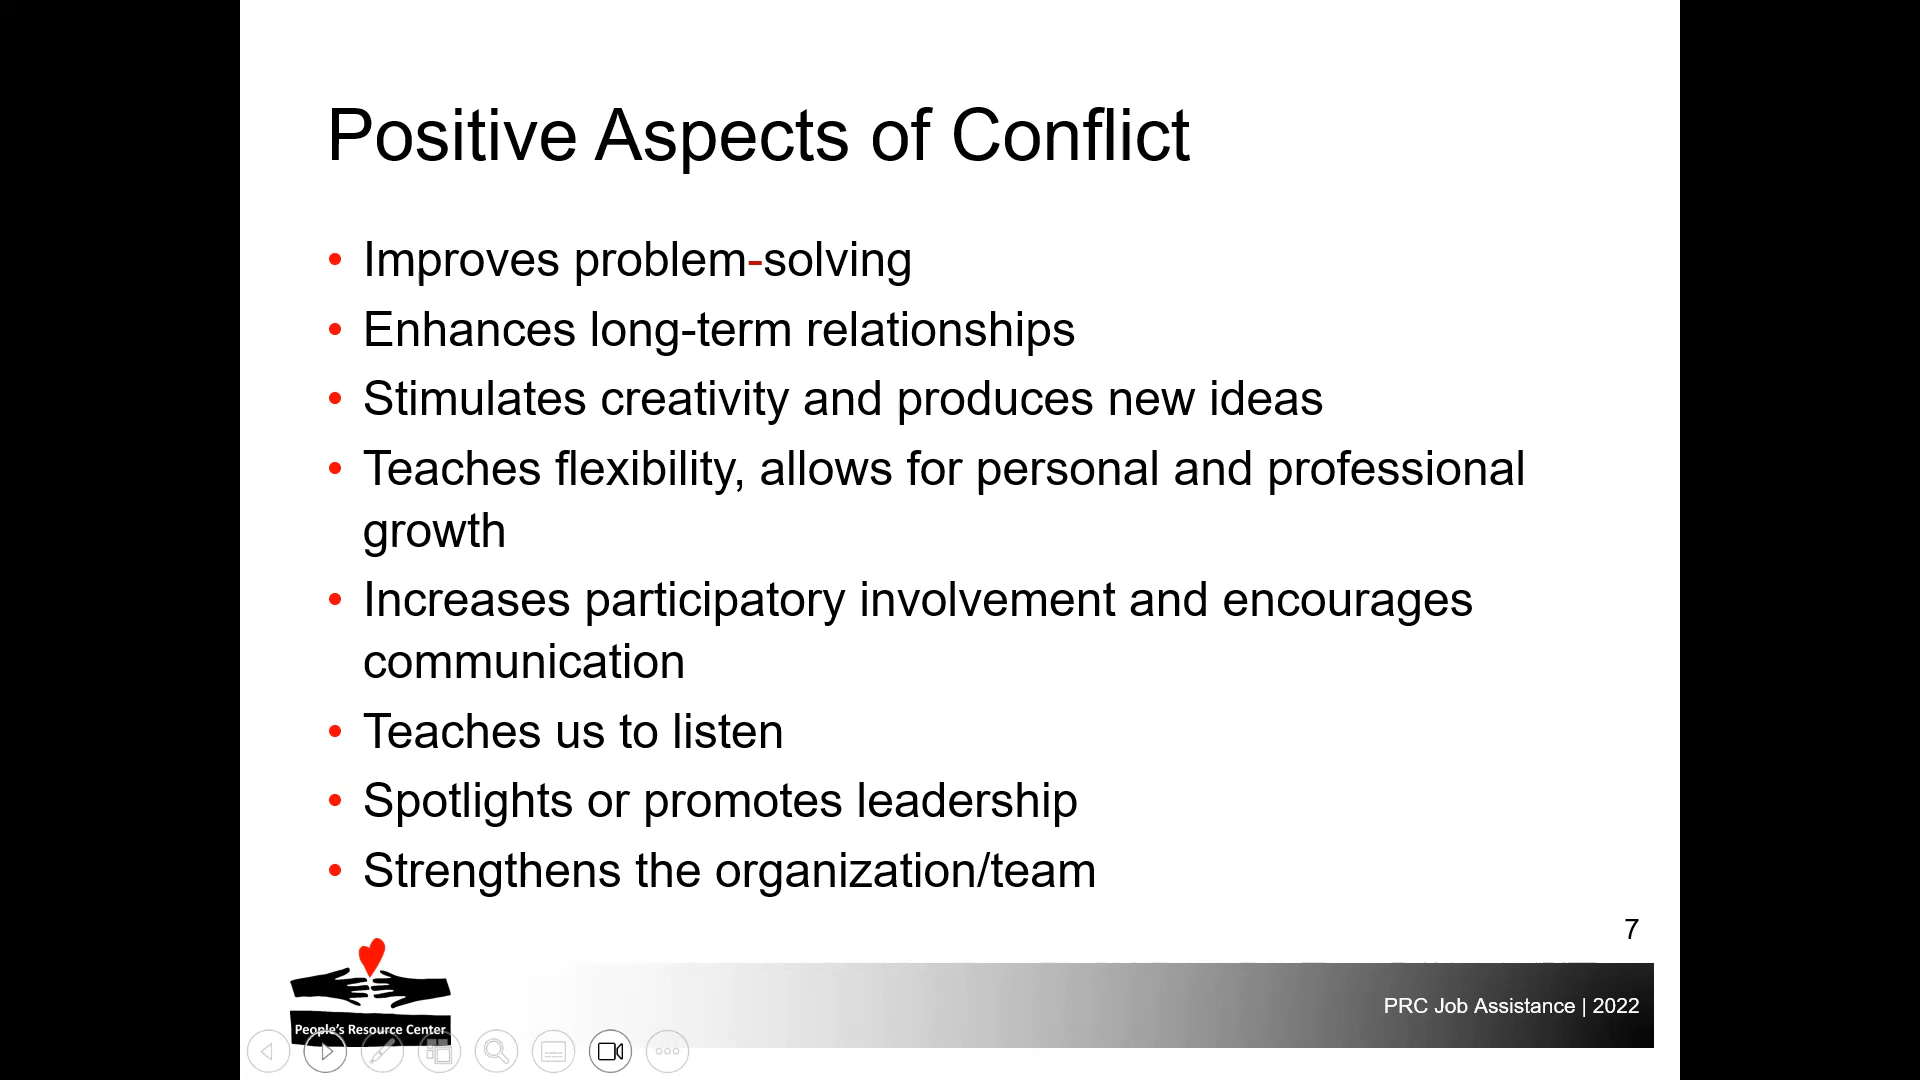 Positive Aspects of Conflict
• Improves problem-solving
• Enhances long-term relationships
• Stimulates creativity and produces new ideas
• Teaches flexibility, allows for personal and professional
growth
• Increases participatory involvement and encourages
communication
• Teaches us to listen
• Spotlights or promotes leadership
• Strengthens the organization/team
7
People's Resource Center
PRC Job Assistance | 2022